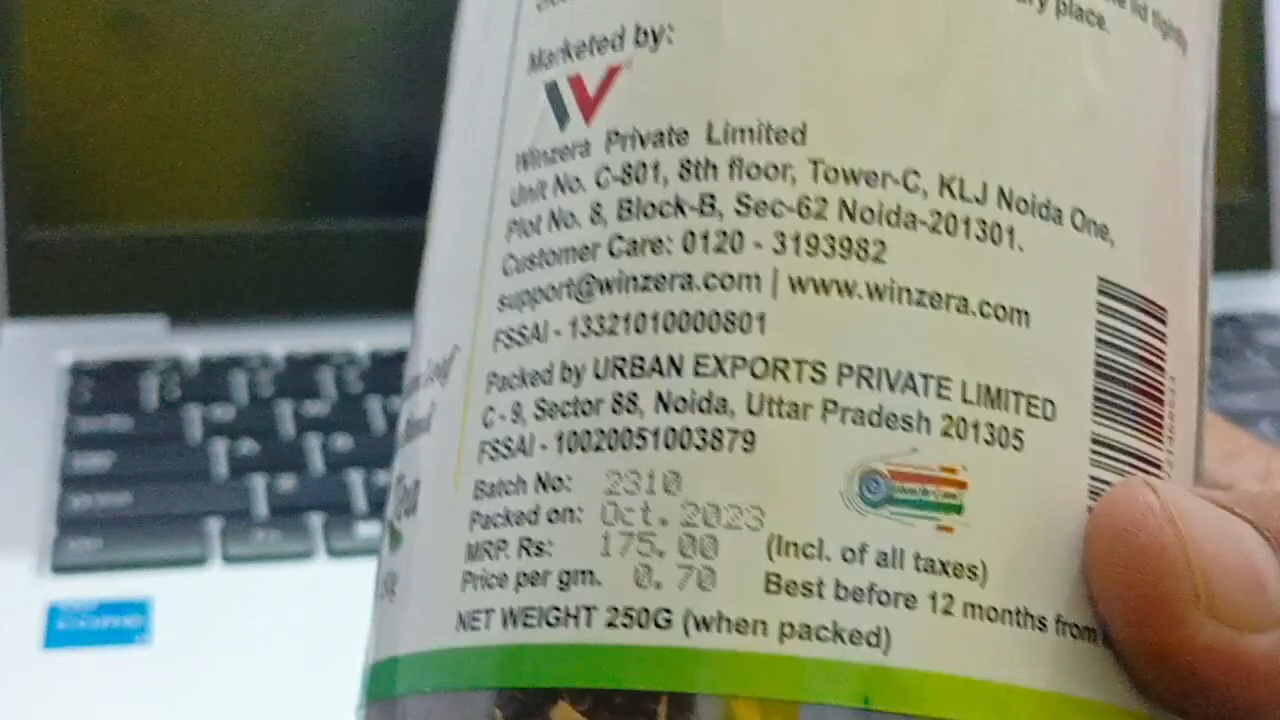 ry place.
lid tightly
Marketed by:
Winzera Private Limited
Unit No. C-801, 8th floor, Tower-C, KLJ Noida One,
Plot No. 8, Block-B, Sec-62 Noida-201301.
Customer Care: 0120 - 3193982
support@winzera.com | www.winzera.com
FSSAI - 13321010000801
Packed by URBAN EXPORTS PRIVATE LIMITED
C - 9, Sector 88, Noida, Uttar Pradesh 201305
FSSAI - 10020051003879
Batch No: 2310
Packed on: Oct. 2023
MRP. Rs: 175.00 (Incl. of all taxes)
Price per gm. 0.70 Best before 12 months from
NET WEIGHT 250G (when packed)